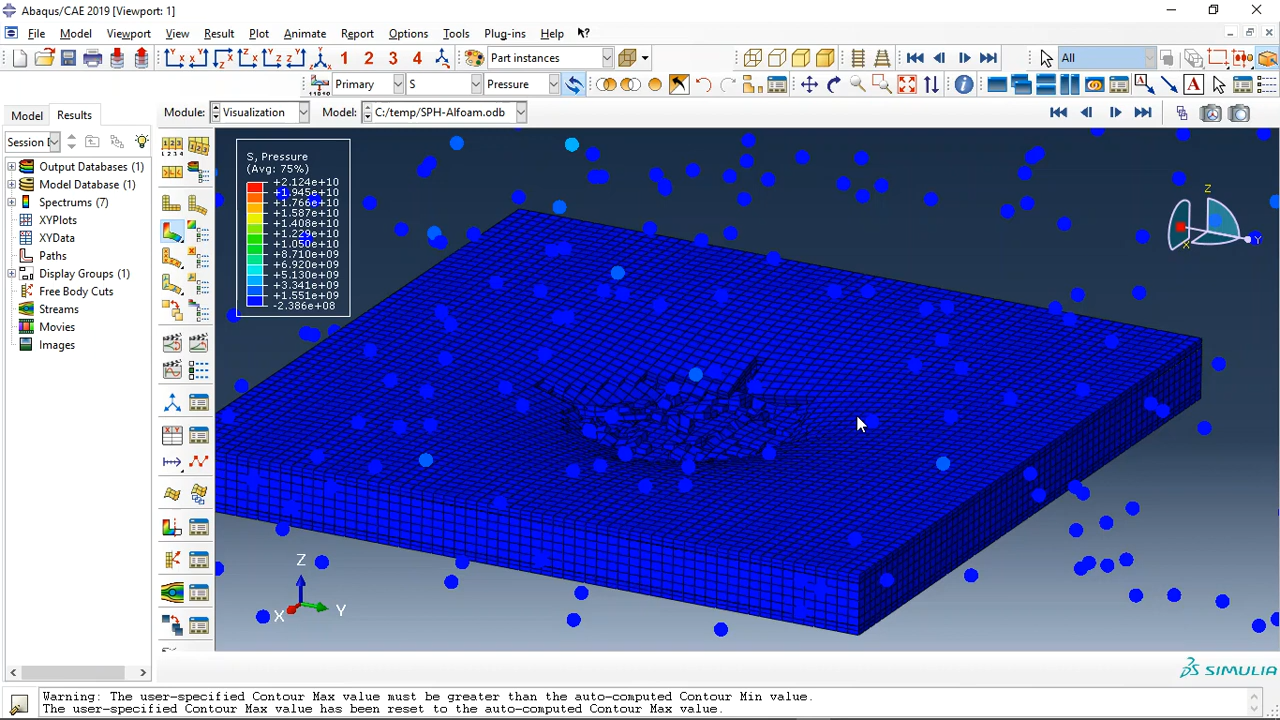 Abaqus/CAE 2019 [Viewport: 1]
File Model Viewport View Result Plot Animate Report Options Tools Plug-ins Help
1 2 3 4 Part instances All
Primary S Pressure
Model Results Module: Visualization Model: C:/temp/SPH-Alfoam.odb
Session
Output Databases (1)
Model Database (1)
Spectrums (7)
XYPlots
XYData
Paths
Display Groups (1)
Free Body Cuts
Streams
Movies
Images
S, Pressure
(Avg: 75%)
+2.124e+10
+1.945e+10
+1.766e+10
+1.587e+10
+1.408e+10
+1.229e+10
+1.050e+10
+8.710e+09
+6.920e+09
+5.130e+09
+3.341e+09
+1.551e+09
-2.386e+08
Z
Y
X
Z
Y
X
SIMULIA
Warning: The user-specified Contour Max value must be greater than the auto-computed Contour Min value.
The user-specified Contour Max value has been reset to the auto-computed Contour Max value.